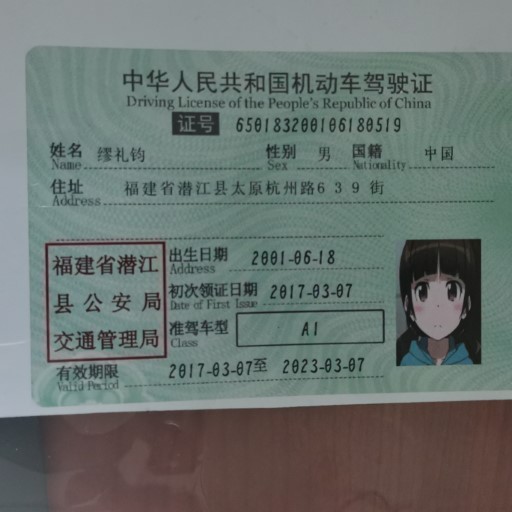 中华人民共和国机动车驾驶证
Driving License of the People's Republic of China
证号 650183200106180519
姓名 缪礼钧 性别 男 国籍 中国
Name Sex Nationality
住址 福建省潜江县太原杭州路639街
Address
福建省潜江
县公安局
交通管理局
出生日期 2001-06-18
Address
初次领证日期 2017-03-07
Date of First Issue
准驾车型 A1
Class
有效期限 2017-03-07至 2023-03-07
Valid Period